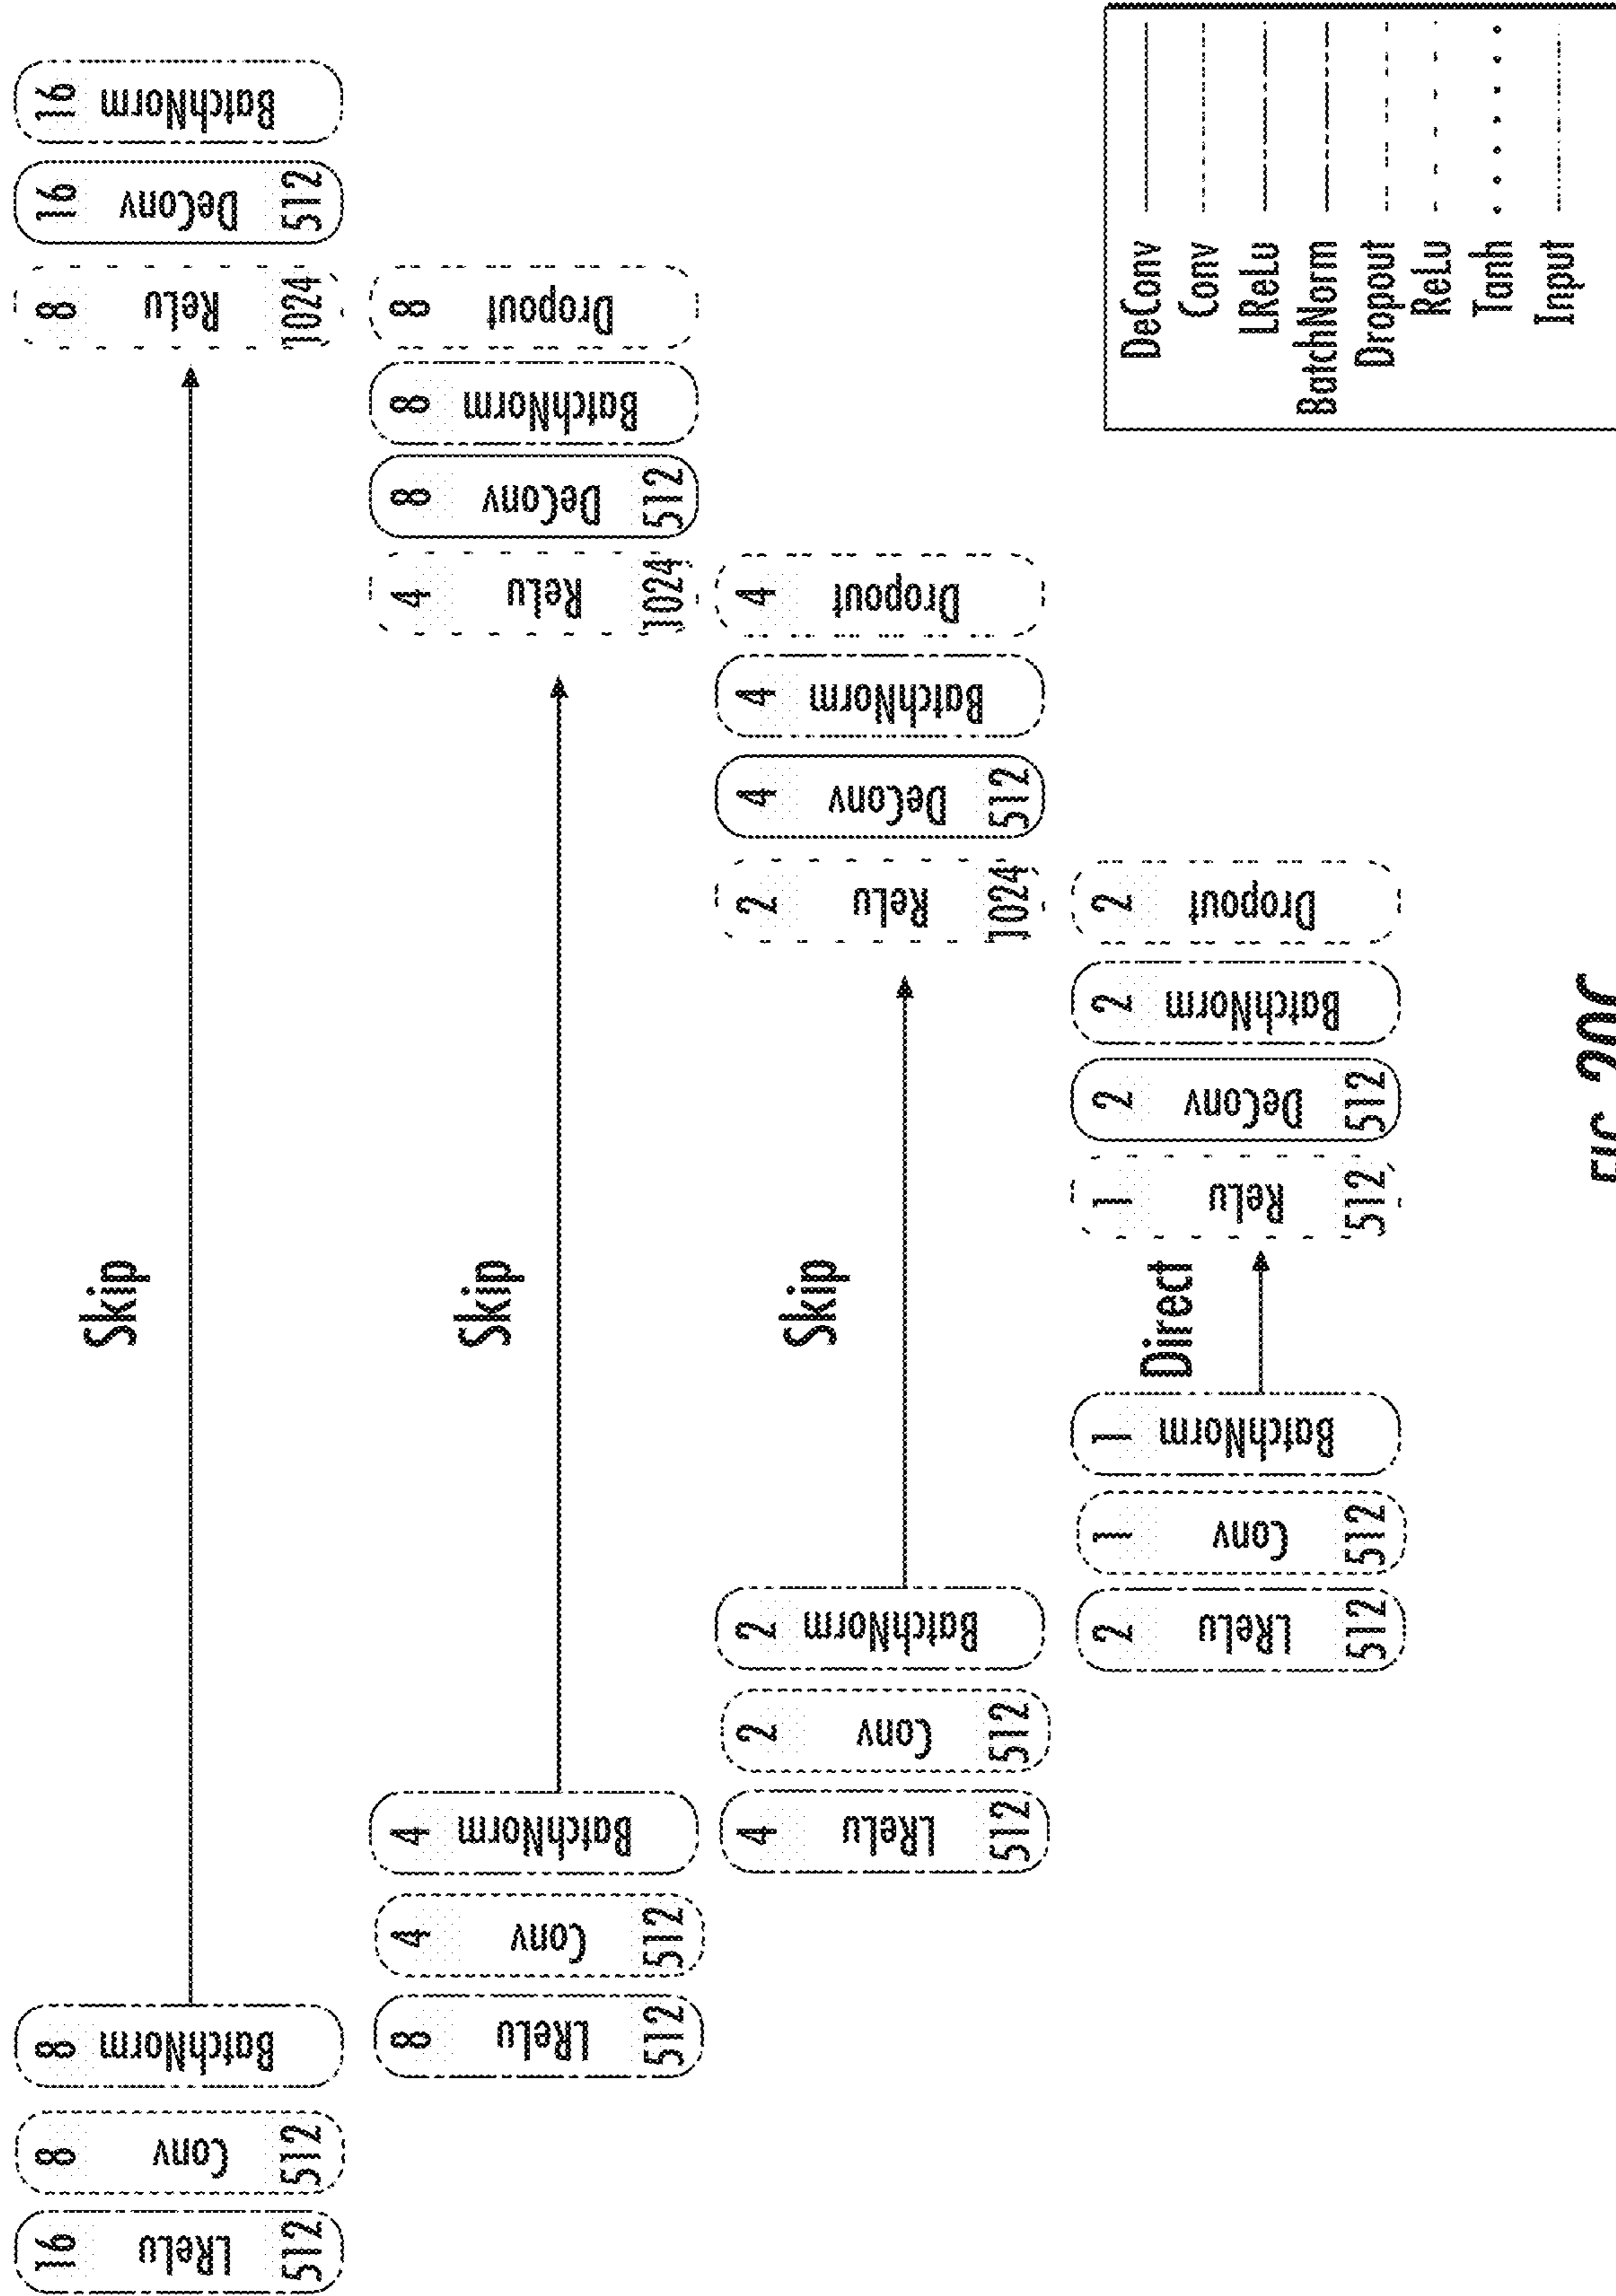 16
LReLu
512
8
Conv
512
8
BatchNorm
Skip
8
ReLu
1024
16
DeConv
512
16
BatchNorm
8
LReLu
512
4
Conv
512
4
BatchNorm
Skip
4
ReLu
1024
8
DeConv
512
8
BatchNorm
8
Dropout
4
LReLu
512
2
Conv
512
2
BatchNorm
Skip
2
ReLu
1024
4
DeConv
512
4
BatchNorm
4
Dropout
2
LReLu
512
1
Conv
512
1
BatchNorm
Direct
1
ReLu
512
2
DeConv
512
2
BatchNorm
2
Dropout
DeConv
Conv
LReLu
BatchNorm
Dropout
ReLu
Tanh
Input
FIG. 20C